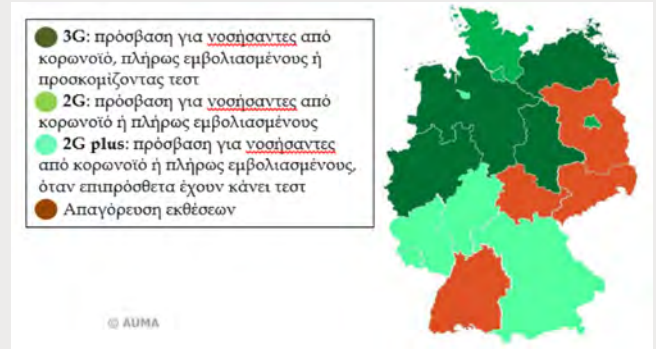 3G: πρόσβαση για νοσήσαντες από
κορωνοϊό, πλήρως εμβολιασμένους ή
προσκομίζοντας τεστ
2G: πρόσβαση για νοσήσαντες από
κορωνοϊό ή πλήρως εμβολιασμένους
2G plus: πρόσβαση για νοσήσαντες
από κορωνοϊό ή πλήρως εμβολιασμένους,
όταν επιπρόσθετα έχουν κάνει τεστ
Απαγόρευση εκθέσεων
© AUMA